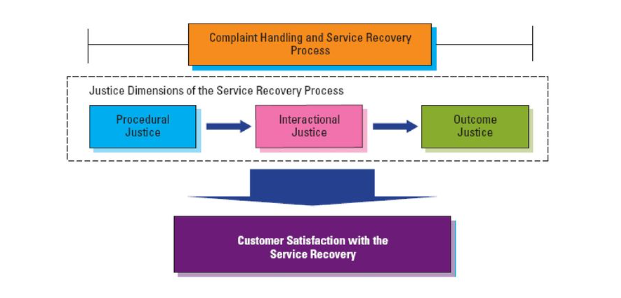 Complaint Handling and Service Recovery
Process
Justice Dimensions of the Service Recovery Process
Procedural
Justice
Interactional
Justice
Outcome
Justice
Customer Satisfaction with the
Service Recovery